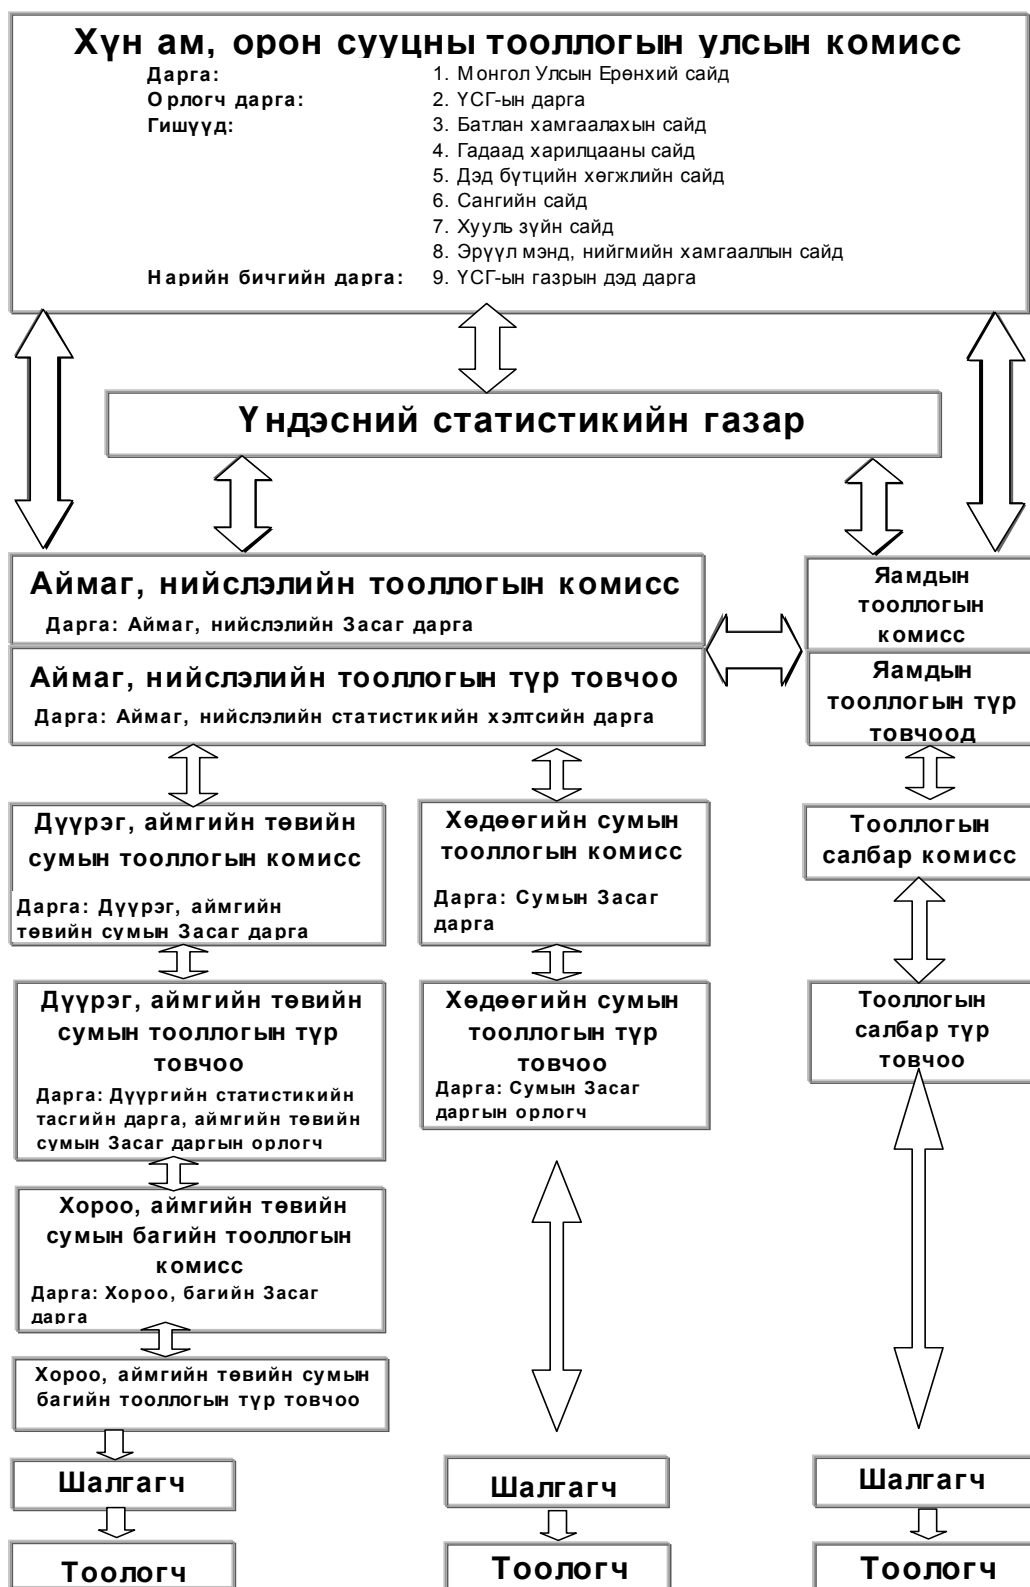 Хүн ам, орон сууцны тооллогын улсын комисс
Дарга: 1. Монгол Улсын Ерөнхий сайд
Орлогч дарга: 2. ҮСГ-ын дарга
Гишүүд: 3. Батлан хамгаалахын сайд
4. Гадаад харилцааны сайд
5. Дэд бүтцийн хөгжлийн сайд
6. Сангийн сайд
7. Хууль зүйн сайд
8. Эрүүл мэнд, нийгмийн хамгааллын сайд
Нарийн бичгийн дарга: 9. ҮСГ-ын газрын дэд дарга
Үндэсний статистикийн газар
Аймаг, нийслэлийн тооллогын комисс
Дарга: Аймаг, нийслэлийн Засаг дарга
Яамдын
тооллогын
комисс
Аймаг, нийслэлийн тооллогын түр товчоо
Дарга: Аймаг, нийслэлийн статистикийн хэлтсийн дарга
Яамдын
тооллогын түр
товчоод
Дүүрэг, аймгийн төвийн
сумын тооллогын комисс
Дарга: Дүүрэг, аймгийн
төвийн сумын Засаг дарга
Хөдөөгийн сумын
тооллогын комисс
Дарга: Сумын Засаг
дарга
Тооллогын
салбар комисс
Дүүрэг, аймгийн төвийн
сумын тооллогын түр
товчоо
Дарга: Дүүргийн статистикийн
тасгийн дарга, аймгийн төвийн
сумын Засаг даргын орлогч
Хөдөөгийн сумын
тооллогын түр
товчоо
Дарга: Сумын Засаг
даргын орлогч
Тооллогын
салбар түр
товчоо
Хороо, аймгийн төвийн
сумын багийн тооллогын
комисс
Дарга: Хороо, багийн Засаг
дарга
Хороо, аймгийн төвийн сумын
багийн тооллогын түр товчоо
Шалгагч
Шалгагч
Шалгагч
Тоологч
Тоологч
Тоологч